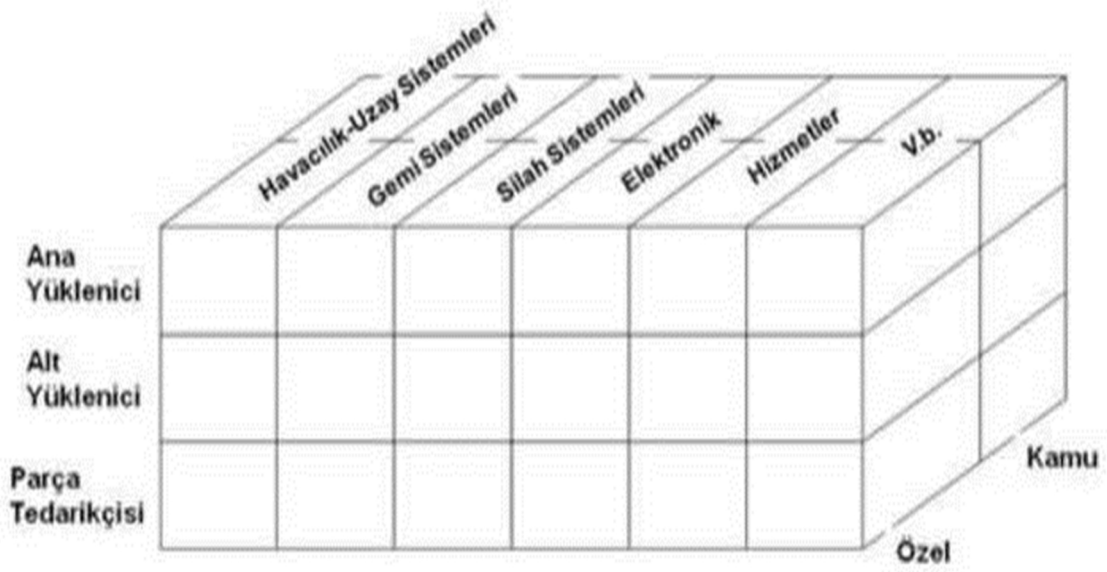 Havacılık-Uzay Sistemleri
Gemi Sistemleri
Silah Sistemleri
Elektronik
Hizmetler
V.b.
Ana
Yüklenici
Alt
Yüklenici
Parça
Tedarikçisi
Kamu
Özel